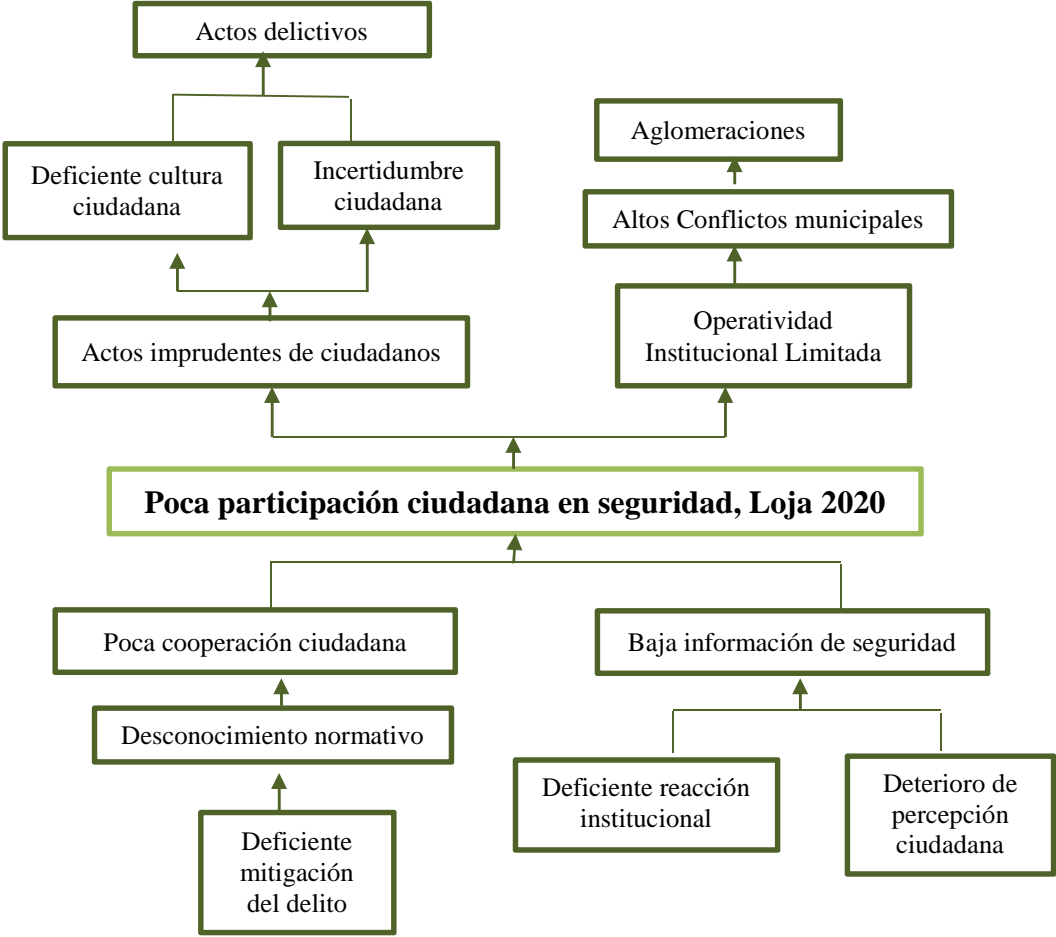 Actos delictivos
Deficiente cultura
ciudadana
Incertidumbre
ciudadana
Aglomeraciones
Altos Conflictos municipales
Actos imprudentes de ciudadanos
Operatividad
Institucional Limitada
Poca participación ciudadana en seguridad, Loja 2020
Poca cooperación ciudadana
Baja información de seguridad
Desconocimiento normativo
Deficiente reacción
institucional
Deterioro de
percepción
ciudadana
Deficiente
mitigación
del delito